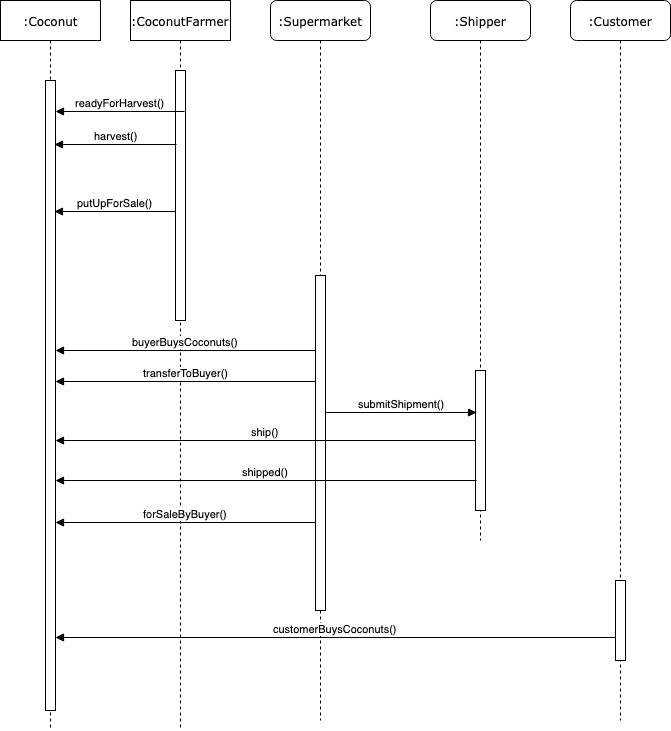 :Coconut
:CoconutFarmer
:Supermarket
:Shipper
:Customer
readyForHarvest()
harvest()
putUpForSale()
buyerBuysCoconuts()
transferToBuyer()
submitShipment()
ship()
shipped()
forSaleByBuyer()
customerBuysCoconuts()